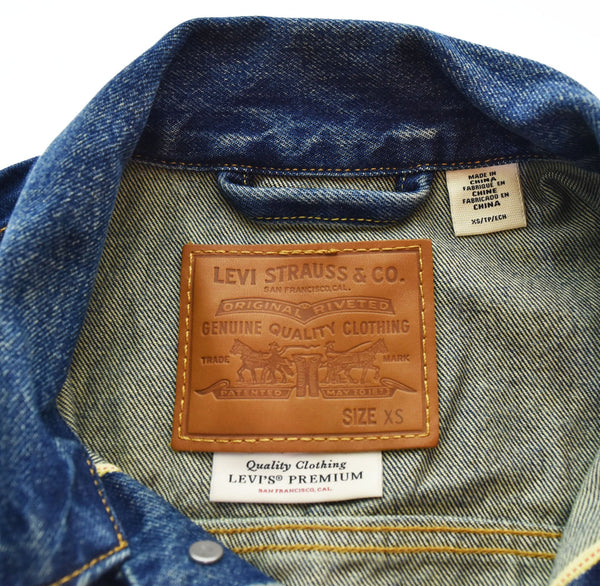 MADE IN
CHINA
FABRIQUÉ EN
CHINE
FABRICADO EN
CHINA
XS/TP/ECH
LEVI STRAUSS & CO.
SAN FRANCISCO, CAL.
ORIGINAL RIVETED
GENUINE QUALITY CLOTHING
TRADE MARK
PATENTED MAY 20 1873
SIZE XS
Quality Clothing
LEVI'S® PREMIUM
SAN FRANCISCO, CAL.